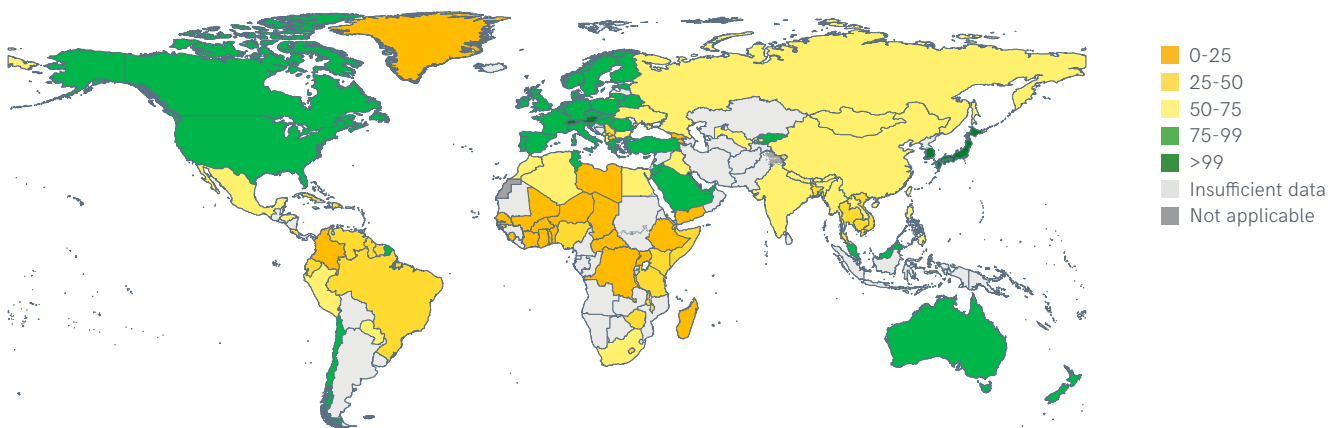 0-25
25-50
50-75
75-99
>99
Insufficient data
Not applicable